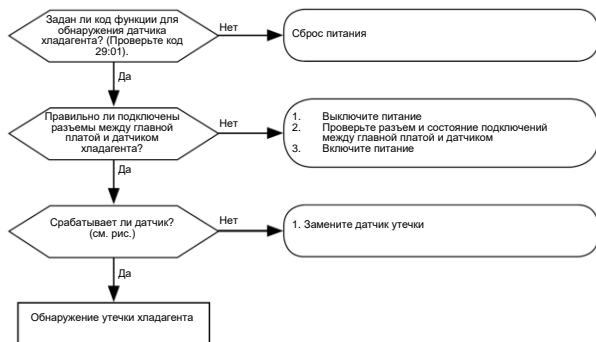 Задан ли код функции для
обнаружения датчика
хладагента? (Проверьте код
29:01).
Нет
Сброс питания
Да
Правильно ли подключены
разъемы между главной
платой и датчиком
хладагента?
Нет
1. Выключите питание
2. Проверьте разъем и состояние подключений
между главной платой и датчиком
3. Включите питание
Да
Срабатывает ли датчик?
(см. рис.)
Нет
1. Замените датчик утечки
Да
Обнаружение утечки хладагента